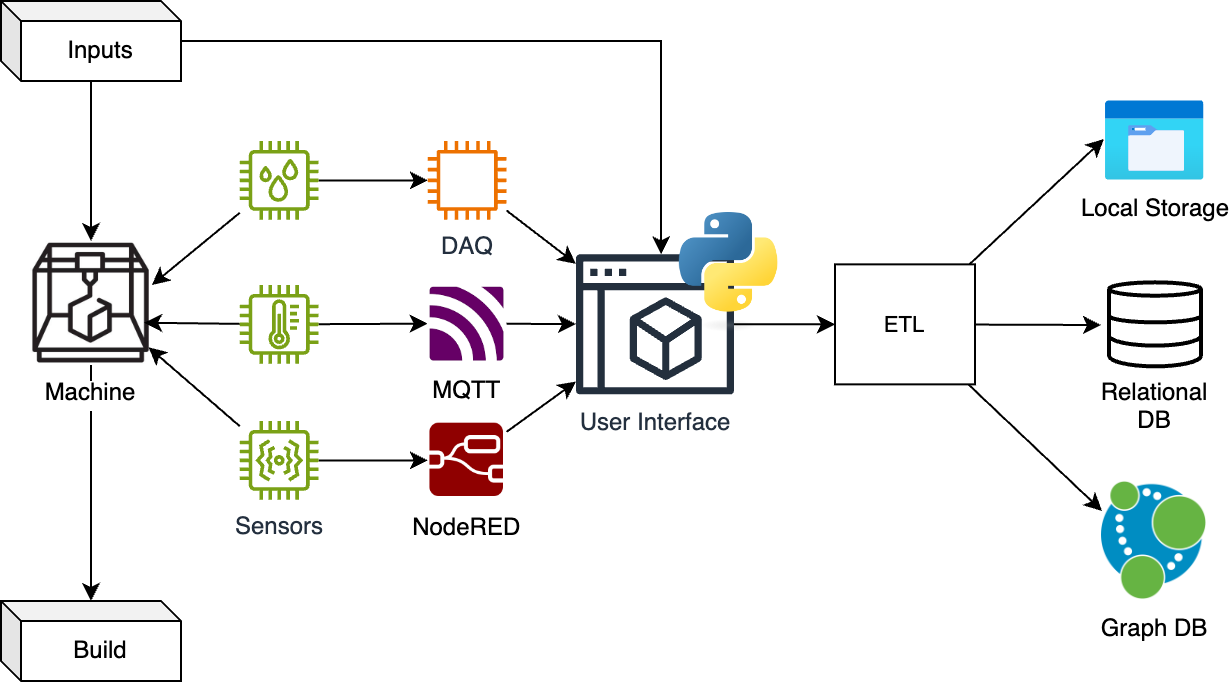 Inputs
Local Storage
DAQ
ETL
Machine
MQTT
User Interface
Relational
DB
Sensors
NodeRED
Graph DB
Build